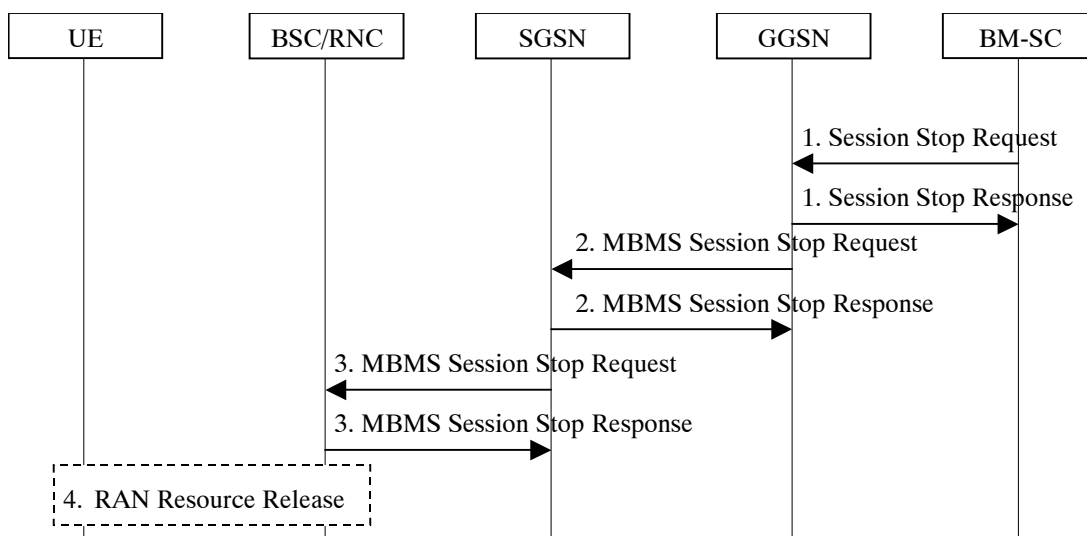 UE
BSC/RNC
SGSN
GGSN
BM-SC
1. Session Stop Request
1. Session Stop Response
2. MBMS Session Stop Request
2. MBMS Session Stop Response
3. MBMS Session Stop Request
3. MBMS Session Stop Response
4. RAN Resource Release